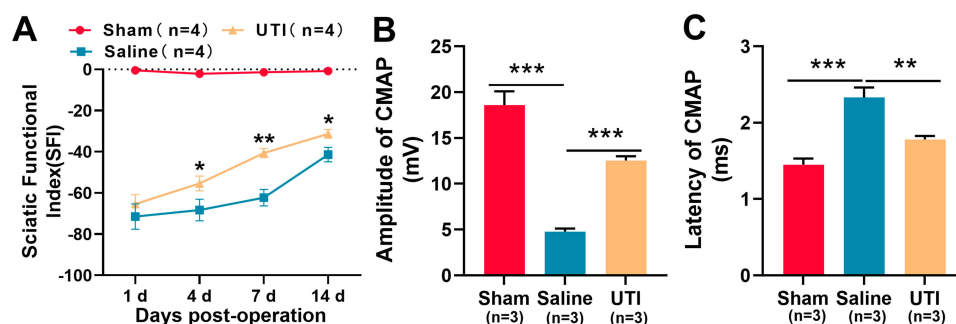 A
Sham( n=4) UTI( n=4)
Saline( n=4)
Sciatic Functional
Index(SFI)
0
-20
-40
-60
-80
-100
* ** *
1 d 4 d 7 d 14 d
Days post-operation
B
Amplitude of CMAP
(mV)
25
20
15
10
5
0
***
***
Sham Saline UTI
(n=3) (n=3) (n=3)
C
Latency of CMAP
(ms)
3
2
1
0
*** **
Sham Saline UTI
(n=3) (n=3) (n=3)